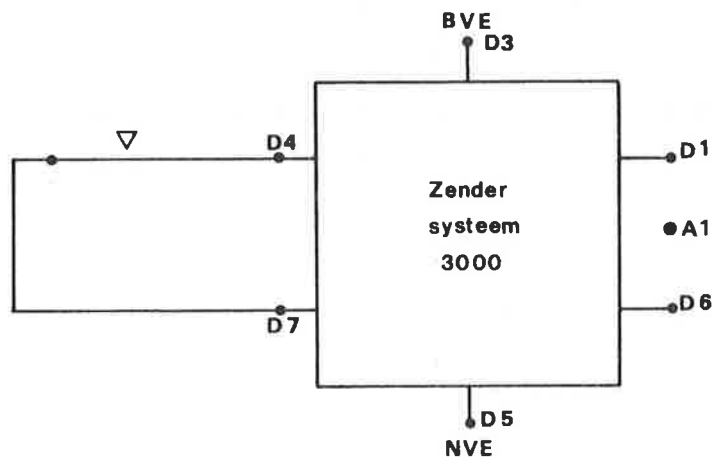 BVE
D3
D4
D1
Zender
systeem
3000
A1
D7
D6
D5
NVE